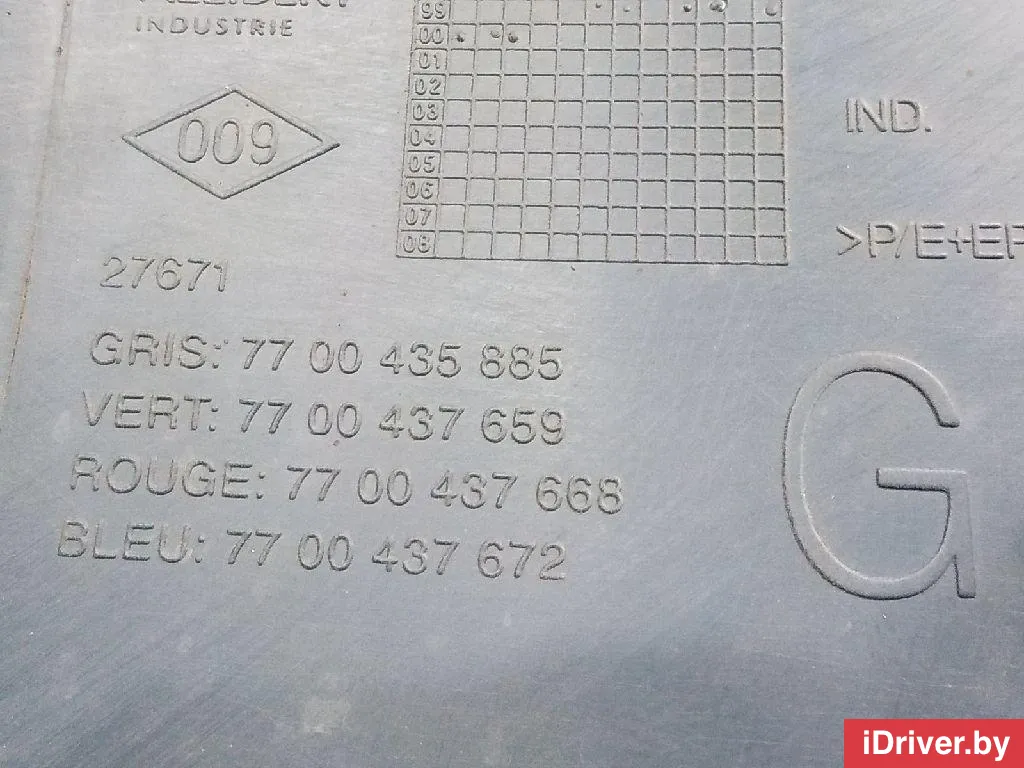 INDUSTRIE
99
00
01
02
03
04
05
06
07
08
009
IND.
27671
GRIS: 77 00 435 885
VERT: 77 00 437 659
ROUGE: 77 00 437 668
BLEU: 77 00 437 672
G
iDriver.by